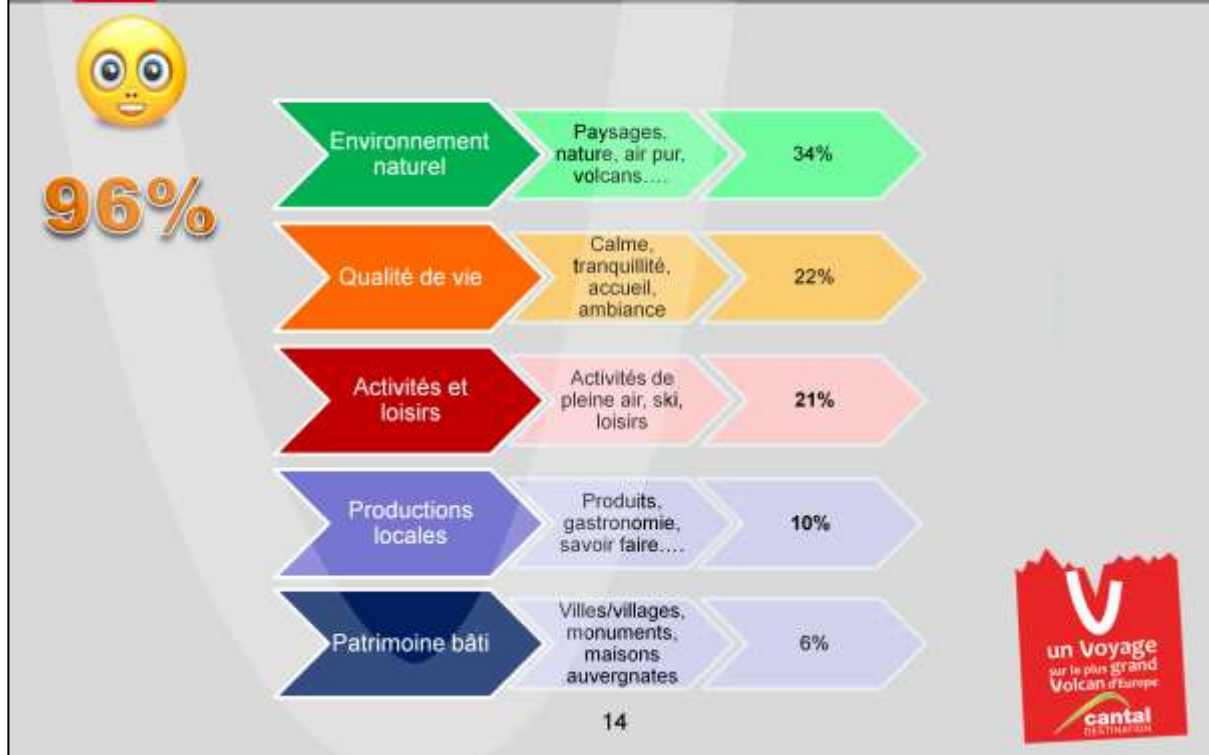 96%
Environnement
naturel
Paysages,
nature, air pur,
volcans....
34%
Qualité de vie
Calme,
tranquillité,
accueil,
ambiance
22%
Activités et
loisirs
Activités de
pleine air, ski,
loisirs
21%
Productions
locales
Produits,
gastronomie,
savoir faire....
10%
Patrimoine bâti
Villes/villages,
monuments,
maisons
auvergnates
6%
14
un Voyage
sur le plus grand
Volcan d'Europe
cantal
DESTINATION